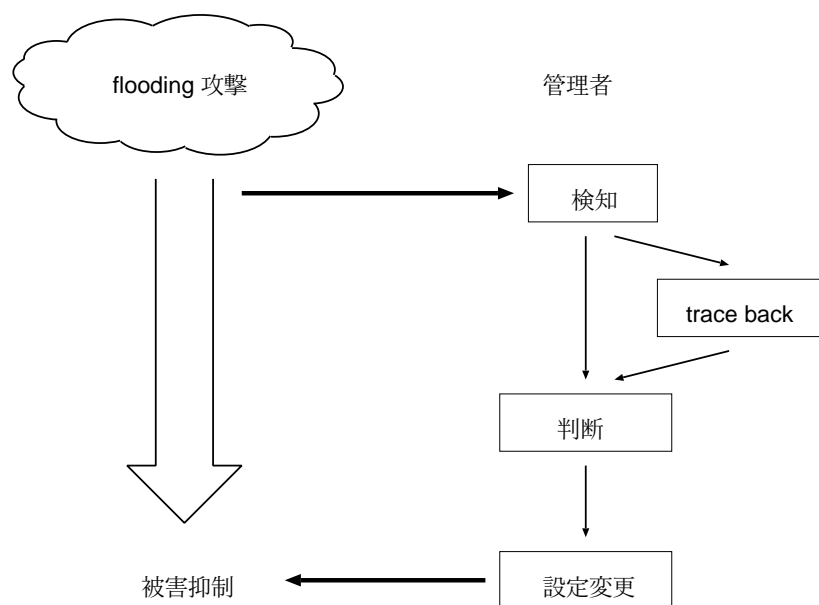 flooding 攻撃
管理者
検知
trace back
判断
被害抑制
設定変更